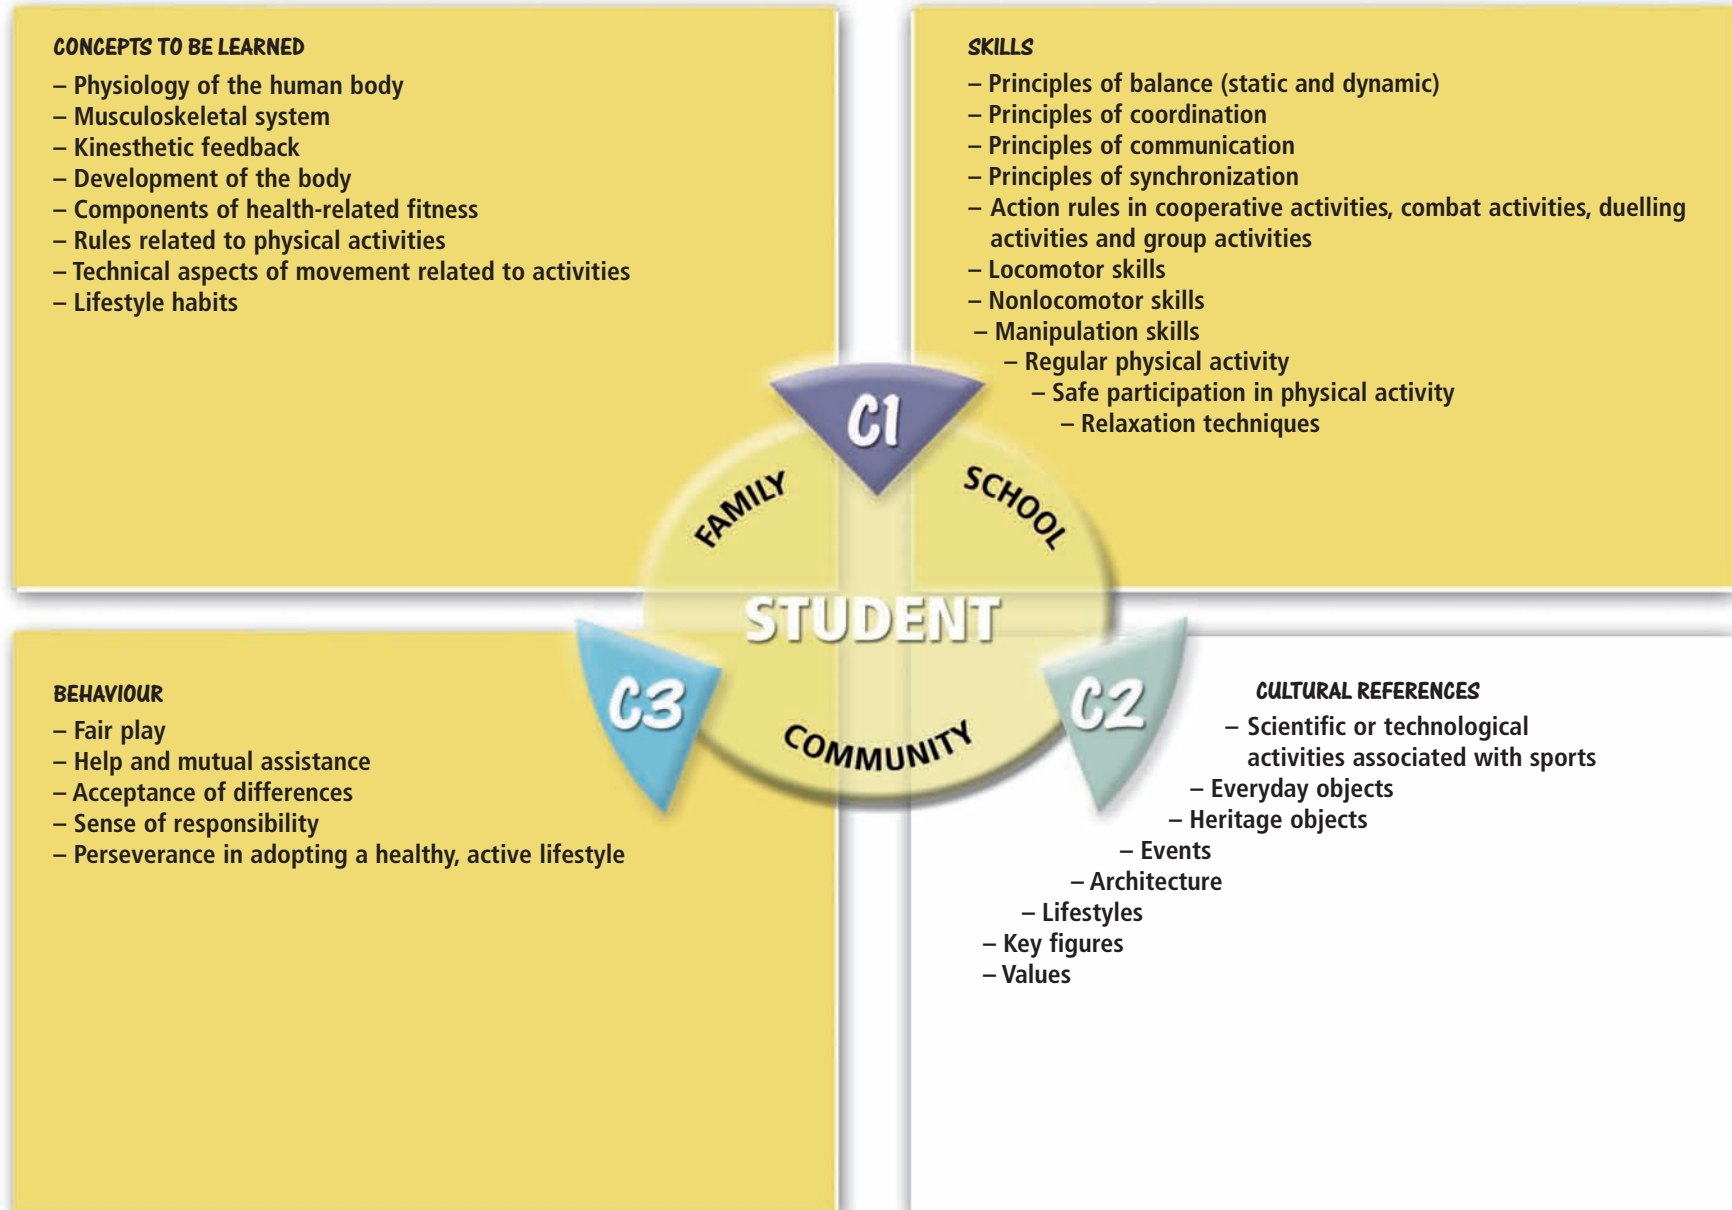 CONCEPTS TO BE LEARNED
– Physiology of the human body
– Musculoskeletal system
– Kinesthetic feedback
– Development of the body
– Components of health-related fitness
– Rules related to physical activities
– Technical aspects of movement related to activities
– Lifestyle habits
SKILLS
– Principles of balance (static and dynamic)
– Principles of coordination
– Principles of communication
– Principles of synchronization
– Action rules in cooperative activities, combat activities, duelling
activities and group activities
– Locomotor skills
– Nonlocomotor skills
– Manipulation skills
– Regular physical activity
– Safe participation in physical activity
– Relaxation techniques
C1
FAMILY
SCHOOL
STUDENT
C3
C2
COMMUNITY
BEHAVIOUR
– Fair play
– Help and mutual assistance
– Acceptance of differences
– Sense of responsibility
– Perseverance in adopting a healthy, active lifestyle
CULTURAL REFERENCES
– Scientific or technological
activities associated with sports
– Everyday objects
– Heritage objects
– Events
– Architecture
– Lifestyles
– Key figures
– Values